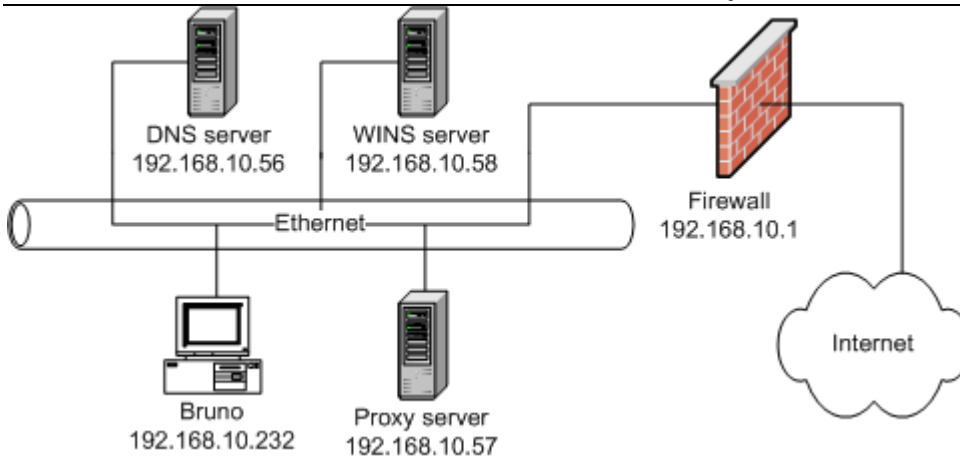 DNS server
192.168.10.56
WINS server
192.168.10.58
Firewall
192.168.10.1
Ethernet
Internet
Bruno
192.168.10.232
Proxy server
192.168.10.57